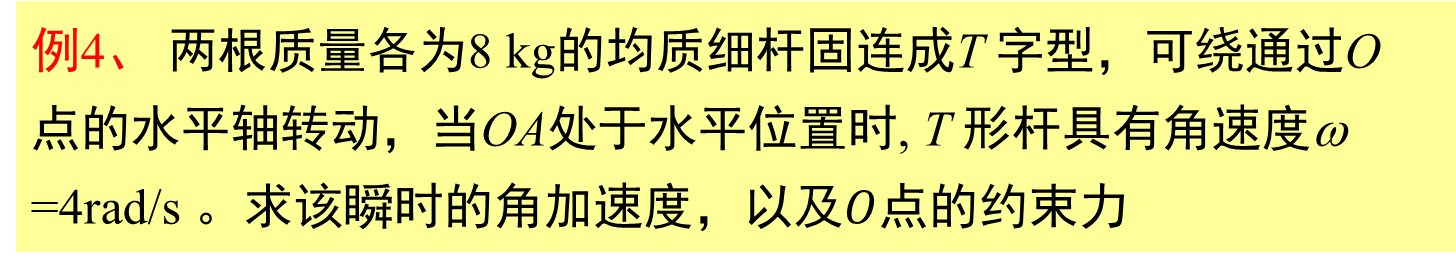 例4、 两根质量各为8 kg的均质细杆固连成T 字型，可绕通过O
点的水平轴转动，当OA处于水平位置时, T 形杆具有角速度ω
=4rad/s 。求该瞬时的角加速度，以及O点的约束力